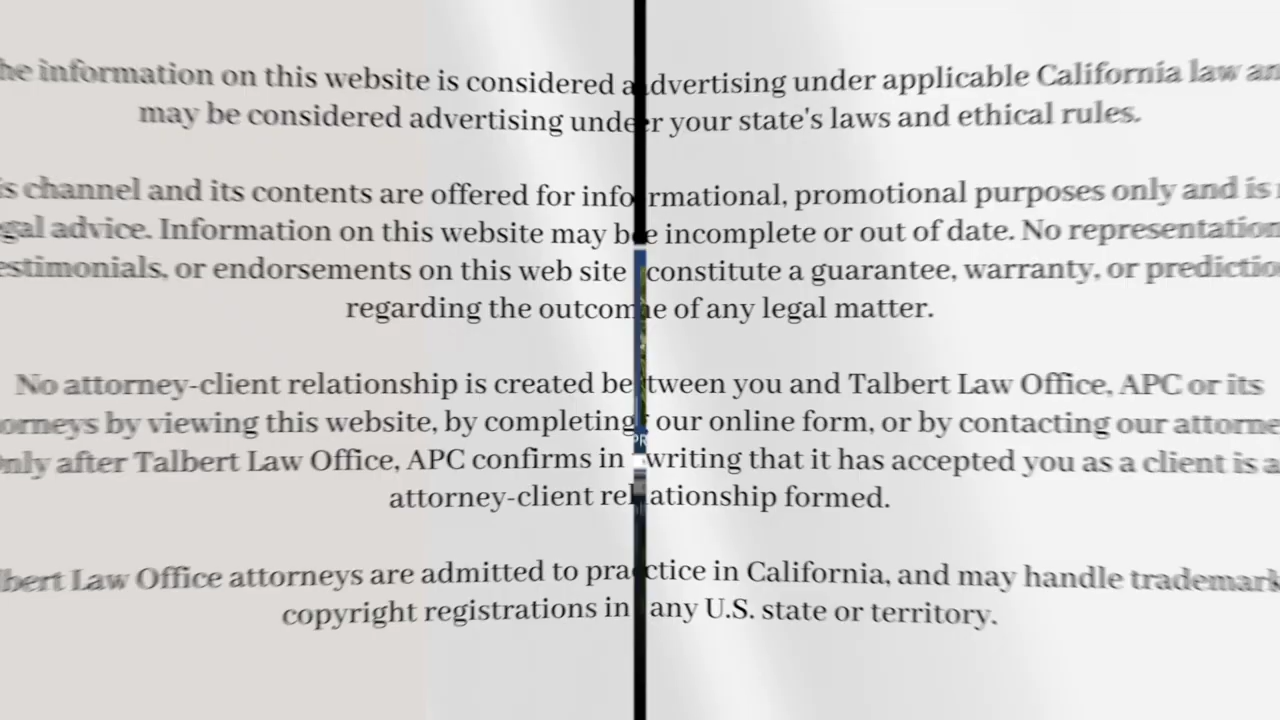 he information on this website is considered advertising under applicable California law an
may be considered advertising under your state's laws and ethical rules.
is channel and its contents are offered for informational, promotional purposes only and is
gal advice. Information on this website may be incomplete or out of date. No representation
estimonials, or endorsements on this web site constitute a guarantee, warranty, or predictio
regarding the outcome of any legal matter.
No attorney-client relationship is created between you and Talbert Law Office, APC or its
orneys by viewing this website, by completing our online form, or by contacting our attorne
Only after Talbert Law Office, APC confirms in writing that it has accepted you as a client is a
attorney-client relationship formed.
lbert Law Office attorneys are admitted to practice in California, and may handle trademark
copyright registrations in any U.S. state or territory.